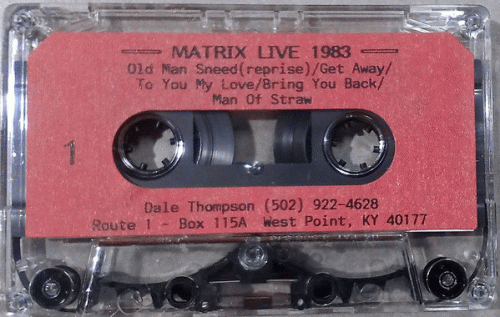 MATRIX LIVE 1983
Old Man Sneed(reprise)/Get Away/
To You My Love/Bring You Back/
Man Of Straw
1
Dale Thompson (502) 922-4628
Route 1 - Box 115A West Point, KY 40177